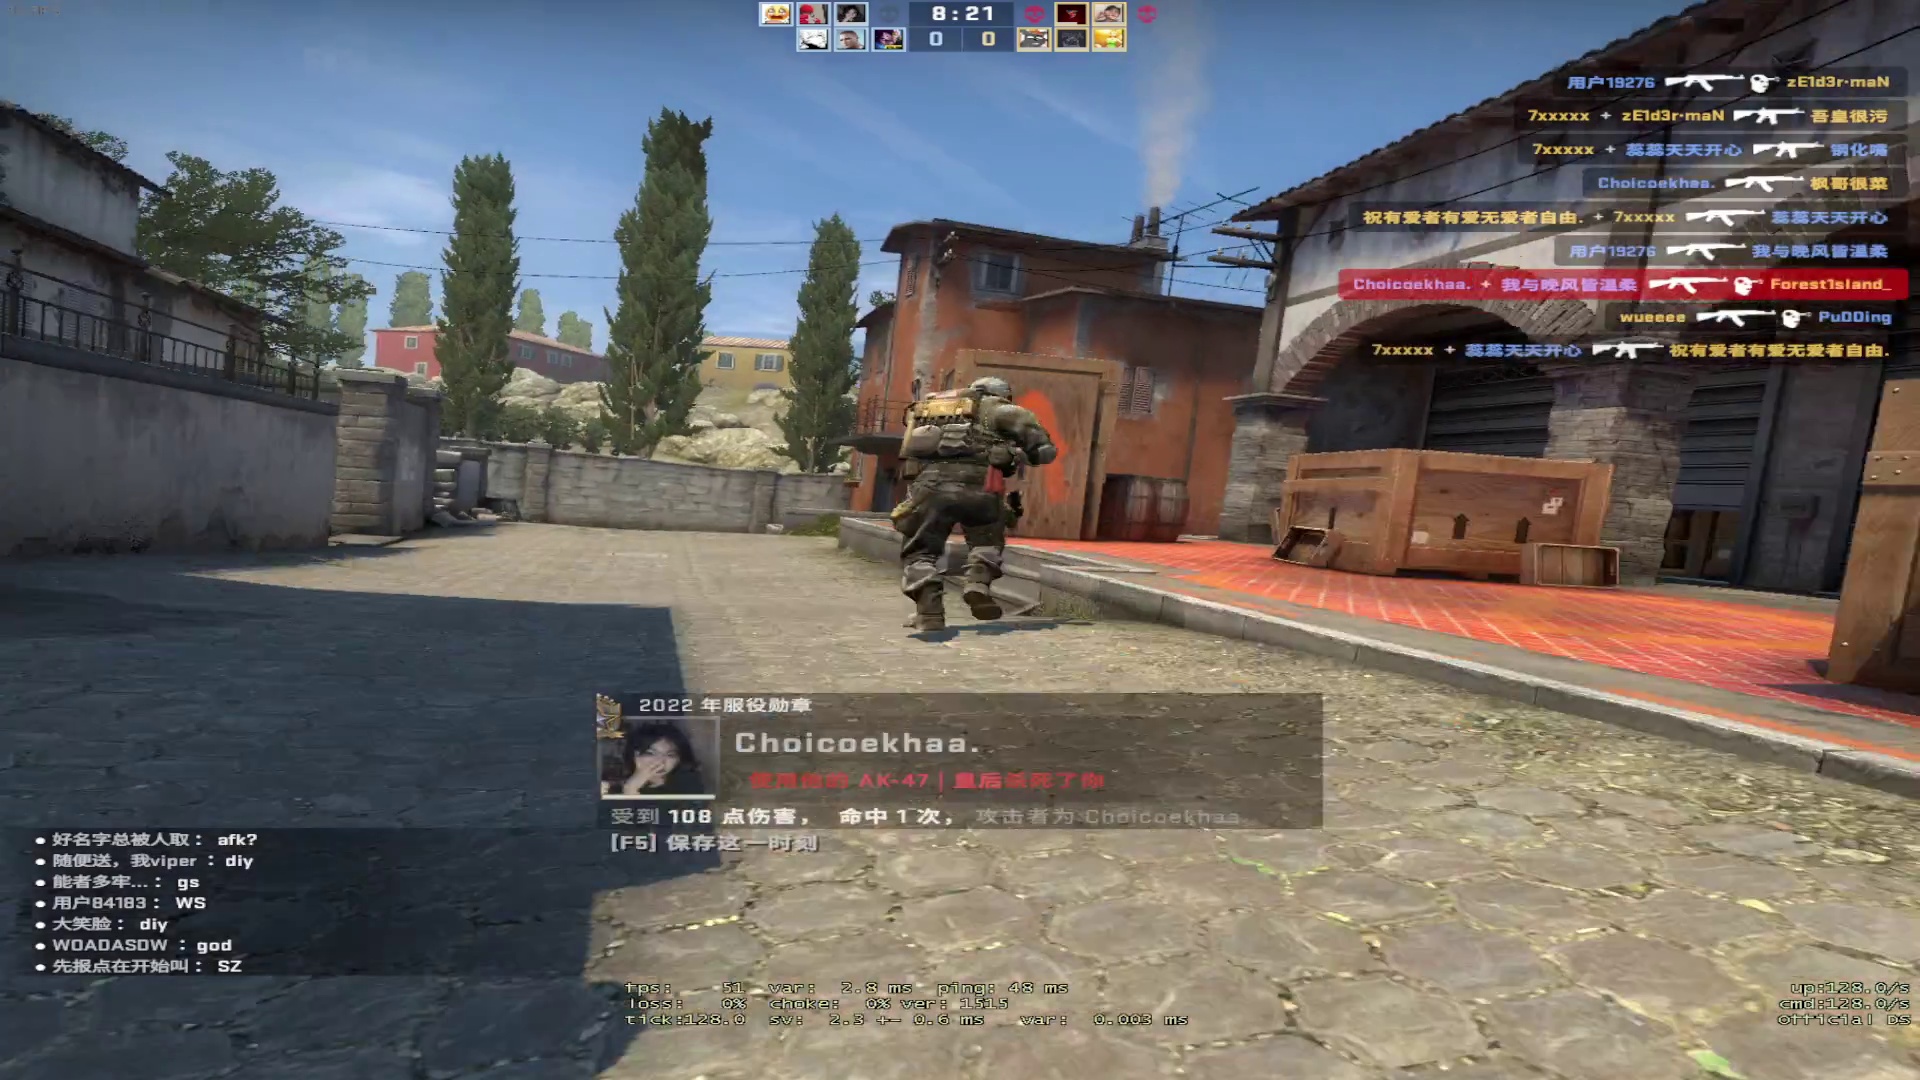 8:21
0 0
用户19276 zE1d3r·maN
7xxxxx + zE1d3r·maN 吾皇很污
7xxxxx + 蕊蕊天天开心 钢化嘴
Choicoekhaa. 枫哥很菜
祝有爱者有爱无爱者自由. + 7xxxxx 蕊蕊天天开心
用户19276 我与晚风皆温柔
Choicoekhaa. + 我与晚风皆温柔 Forest1sland_
wueeee PuDDing
7xxxxx + 蕊蕊天天开心 祝有爱者有爱无爱者自由.
2022 年服役勋章
Choicoekhaa.
使用你的 AK-47 | 皇后杀死了你
受到 108 点伤害， 命中 1 次， 攻击者为 Choicoekhaa.
[F5] 保存这一时刻
好名字总被人取： afk?
随便送，我viper ： diy
能者多牢...： gs
用户84183： WS
大笑脸： diy
WOADASDW ： god
先报点在开始叫： SZ
fps: 51 var: 2.8 ms ping: 48 ms
loss: 0% choke: 0% ver: 1515
tick:128.0 sv: 2.3 +- 0.6 ms var: 0.003 ms
up:128.0/s
cmd:128.0/s
Official DS